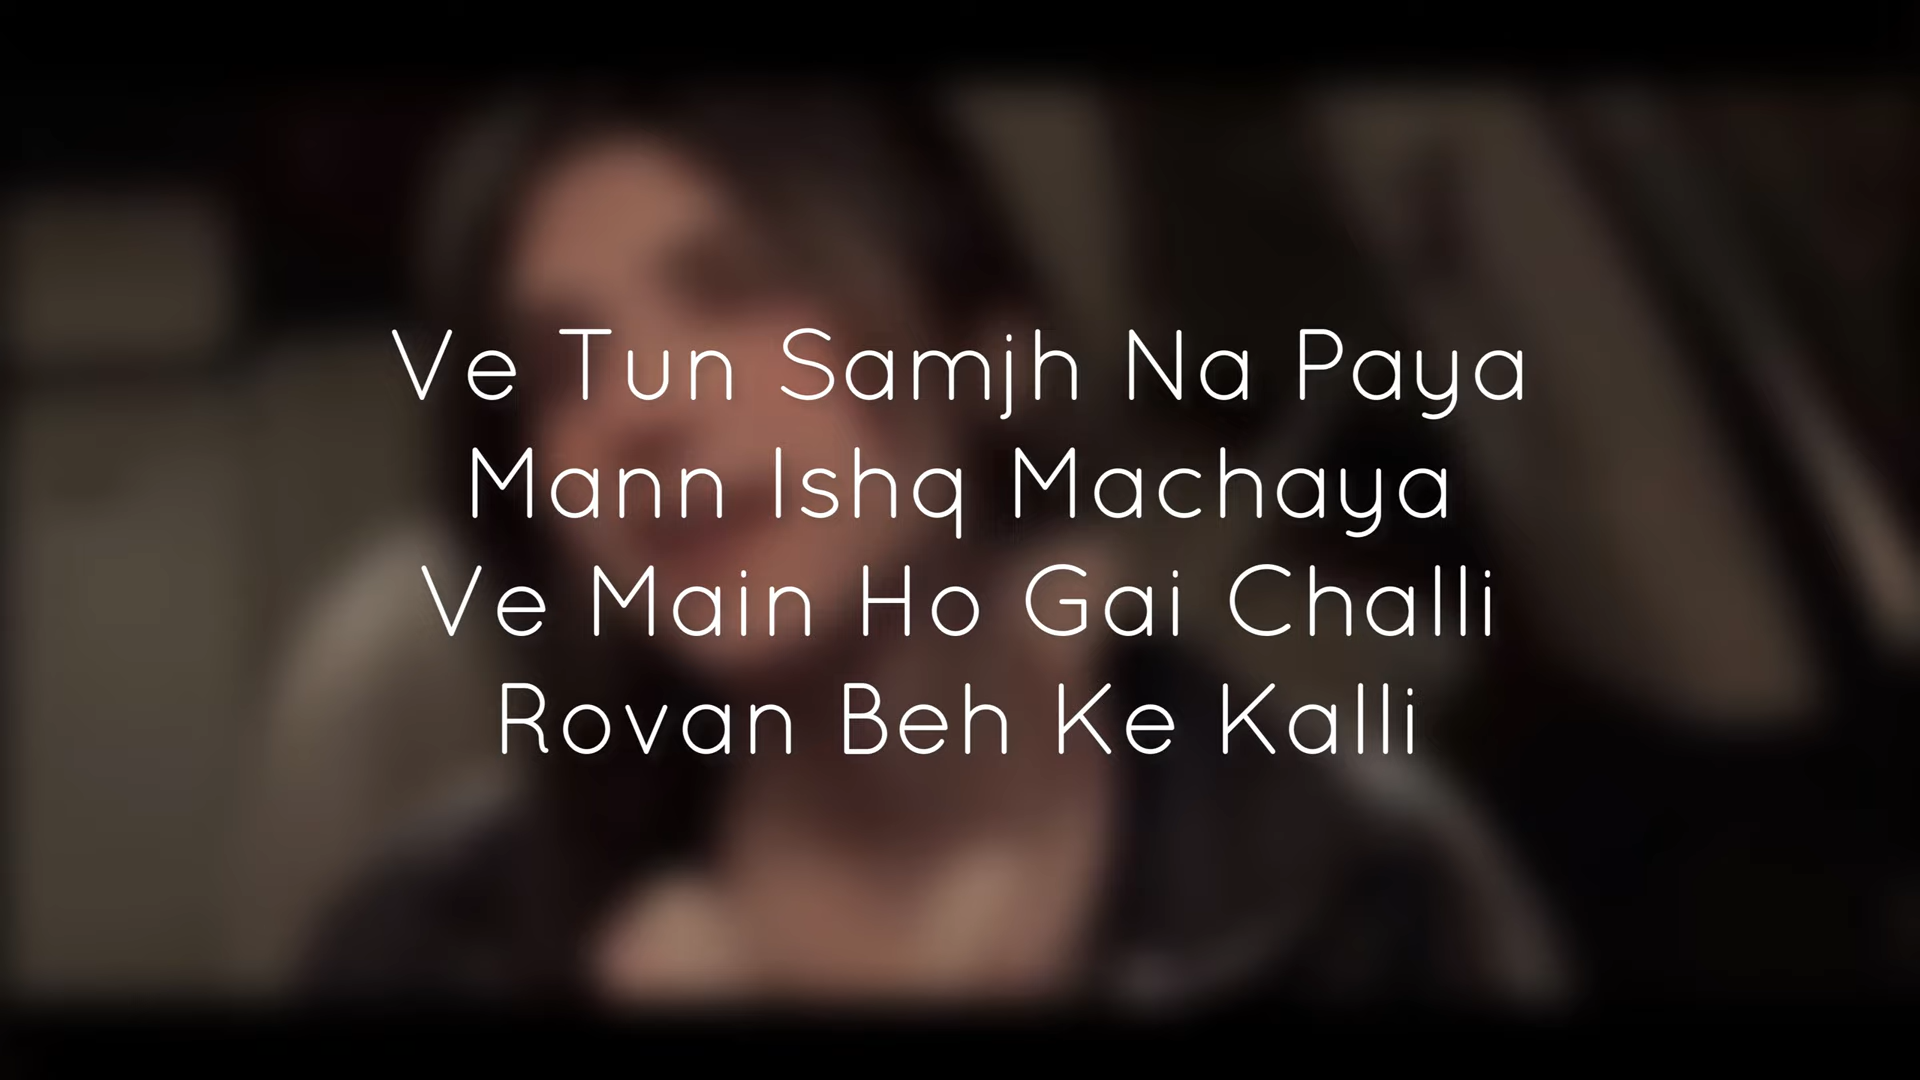 Ve Tun Samjh Na Paya
Mann Ishq Machaya
Ve Main Ho Gai Challi
Rovan Beh Ke Kalli